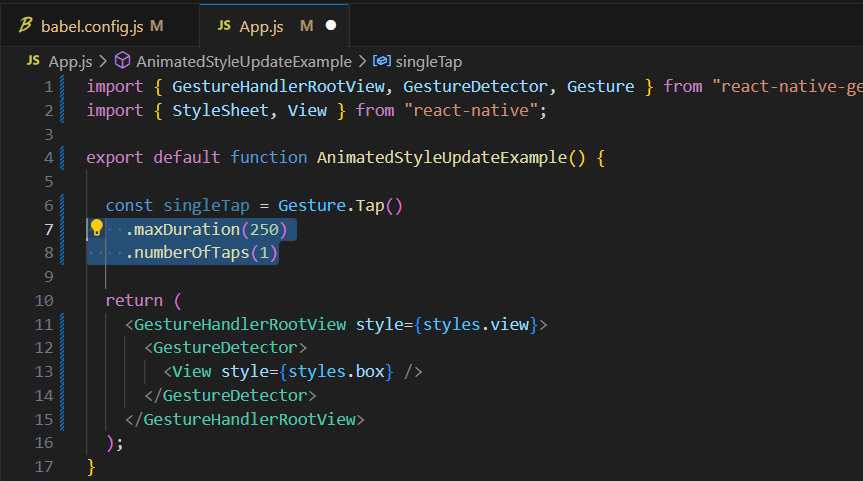 babel.config.js M
JS App.js M
JS App.js > AnimatedStyleUpdateExample > singleTap
1 import { GestureHandlerRootView, GestureDetector, Gesture } from "react-native-ge
2 import { StyleSheet, View } from "react-native";
3
4 export default function AnimatedStyleUpdateExample() {
5
6 const singleTap = Gesture.Tap()
7 .maxDuration(250)
8 .numberOfTaps(1)
9
10 return (
11 <GestureHandlerRootView style={styles.view}>
12 <GestureDetector>
13 <View style={styles.box} />
14 </GestureDetector>
15 </GestureHandlerRootView>
16 );
17 }